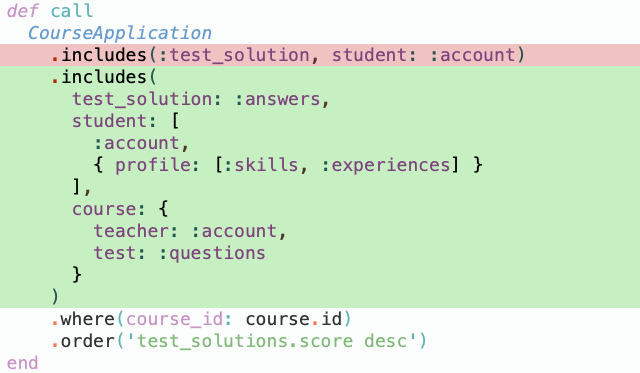 def call
  CourseApplication
    .includes(:test_solution, student: :account)
    .includes(
      test_solution: :answers,
      student: [
        :account,
        { profile: [:skills, :experiences] }
      ],
      course: {
        teacher: :account,
        test: :questions
      }
    )
    .where(course_id: course.id)
    .order('test_solutions.score desc')
end